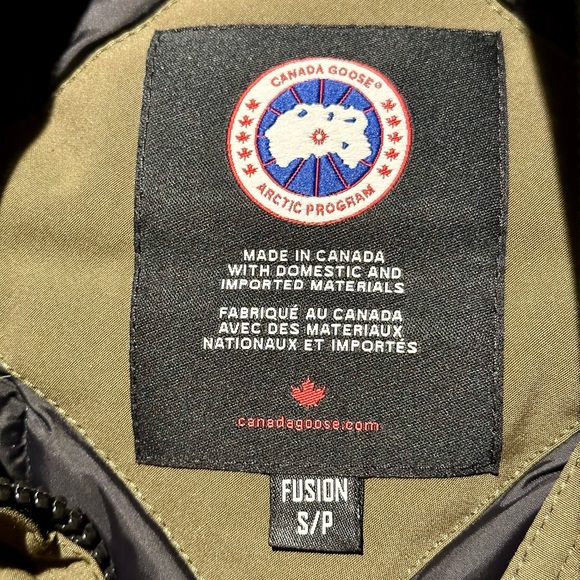 CANADA GOOSE®
ARCTIC PROGRAM
MADE IN CANADA
WITH DOMESTIC AND
IMPORTED MATERIALS
FABRIQUÉ AU CANADA
AVEC DES MATERIAUX
NATIONAUX ET IMPORTÉS
canadagoose.com
FUSION
S/P